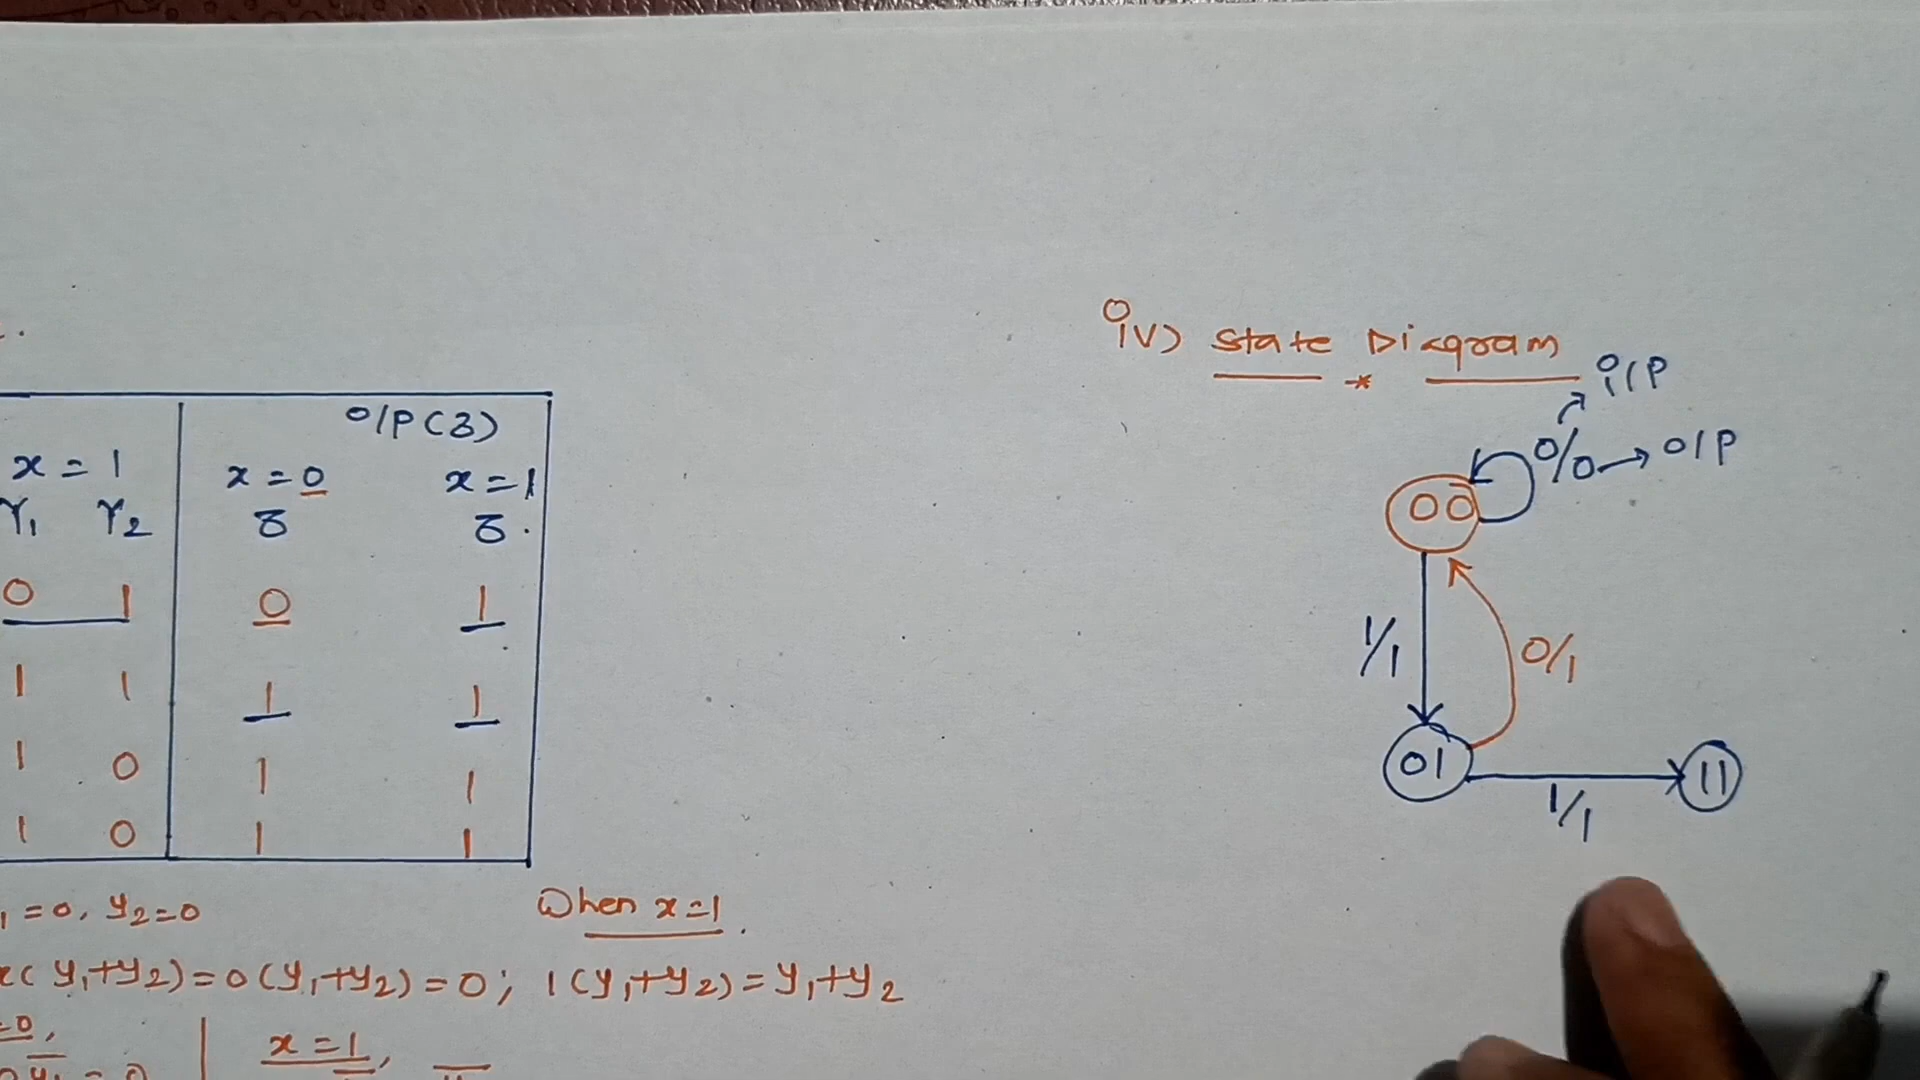 iv) State Diagram
i/P
0/0 → O/P
00
1/1
0/1
01
11
1/1
O/P (z)
x = 1
x = 0
x = 1
Y1 Y2
z
z.
0 1 0 1
1 1 1 1
1 0 1 1
1 0 1 1
1 = 0, y2 = 0
When x = 1.
x(y1+y2) = 0(y1+y2) = 0; 1(y1+y2) = y1+y2
=0,
x = 1,